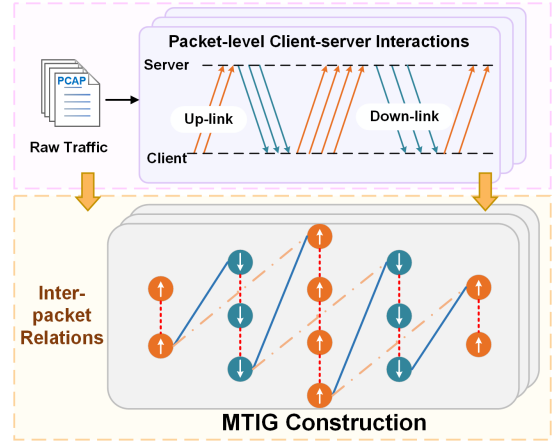 Packet-level Client-server Interactions
Server
PCAP
Up-link
Down-link
Raw Traffic
Client
Inter-
packet
Relations
MTIG Construction